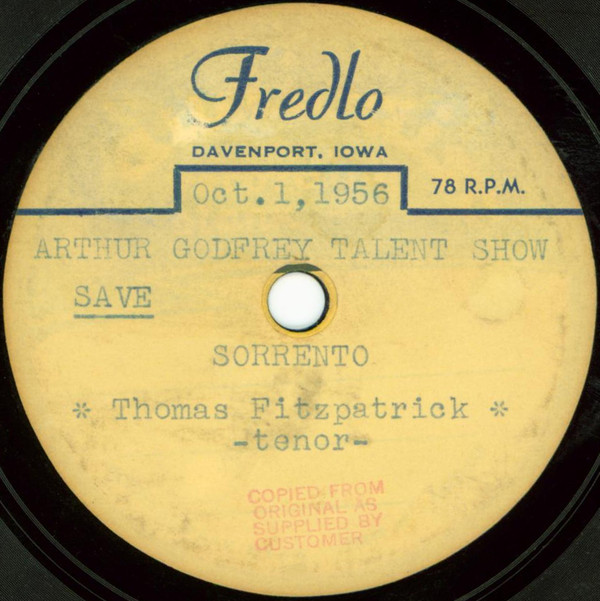 Fredlo
DAVENPORT, IOWA
Oct.1,1956
78 R.P.M.
ARTHUR GODFREY TALENT SHOW
SAVE
SORRENTO
* Thomas Fitzpatrick *
-tenor-
COPIED FROM
ORIGINAL AS
SUPPLIED BY
CUSTOMER